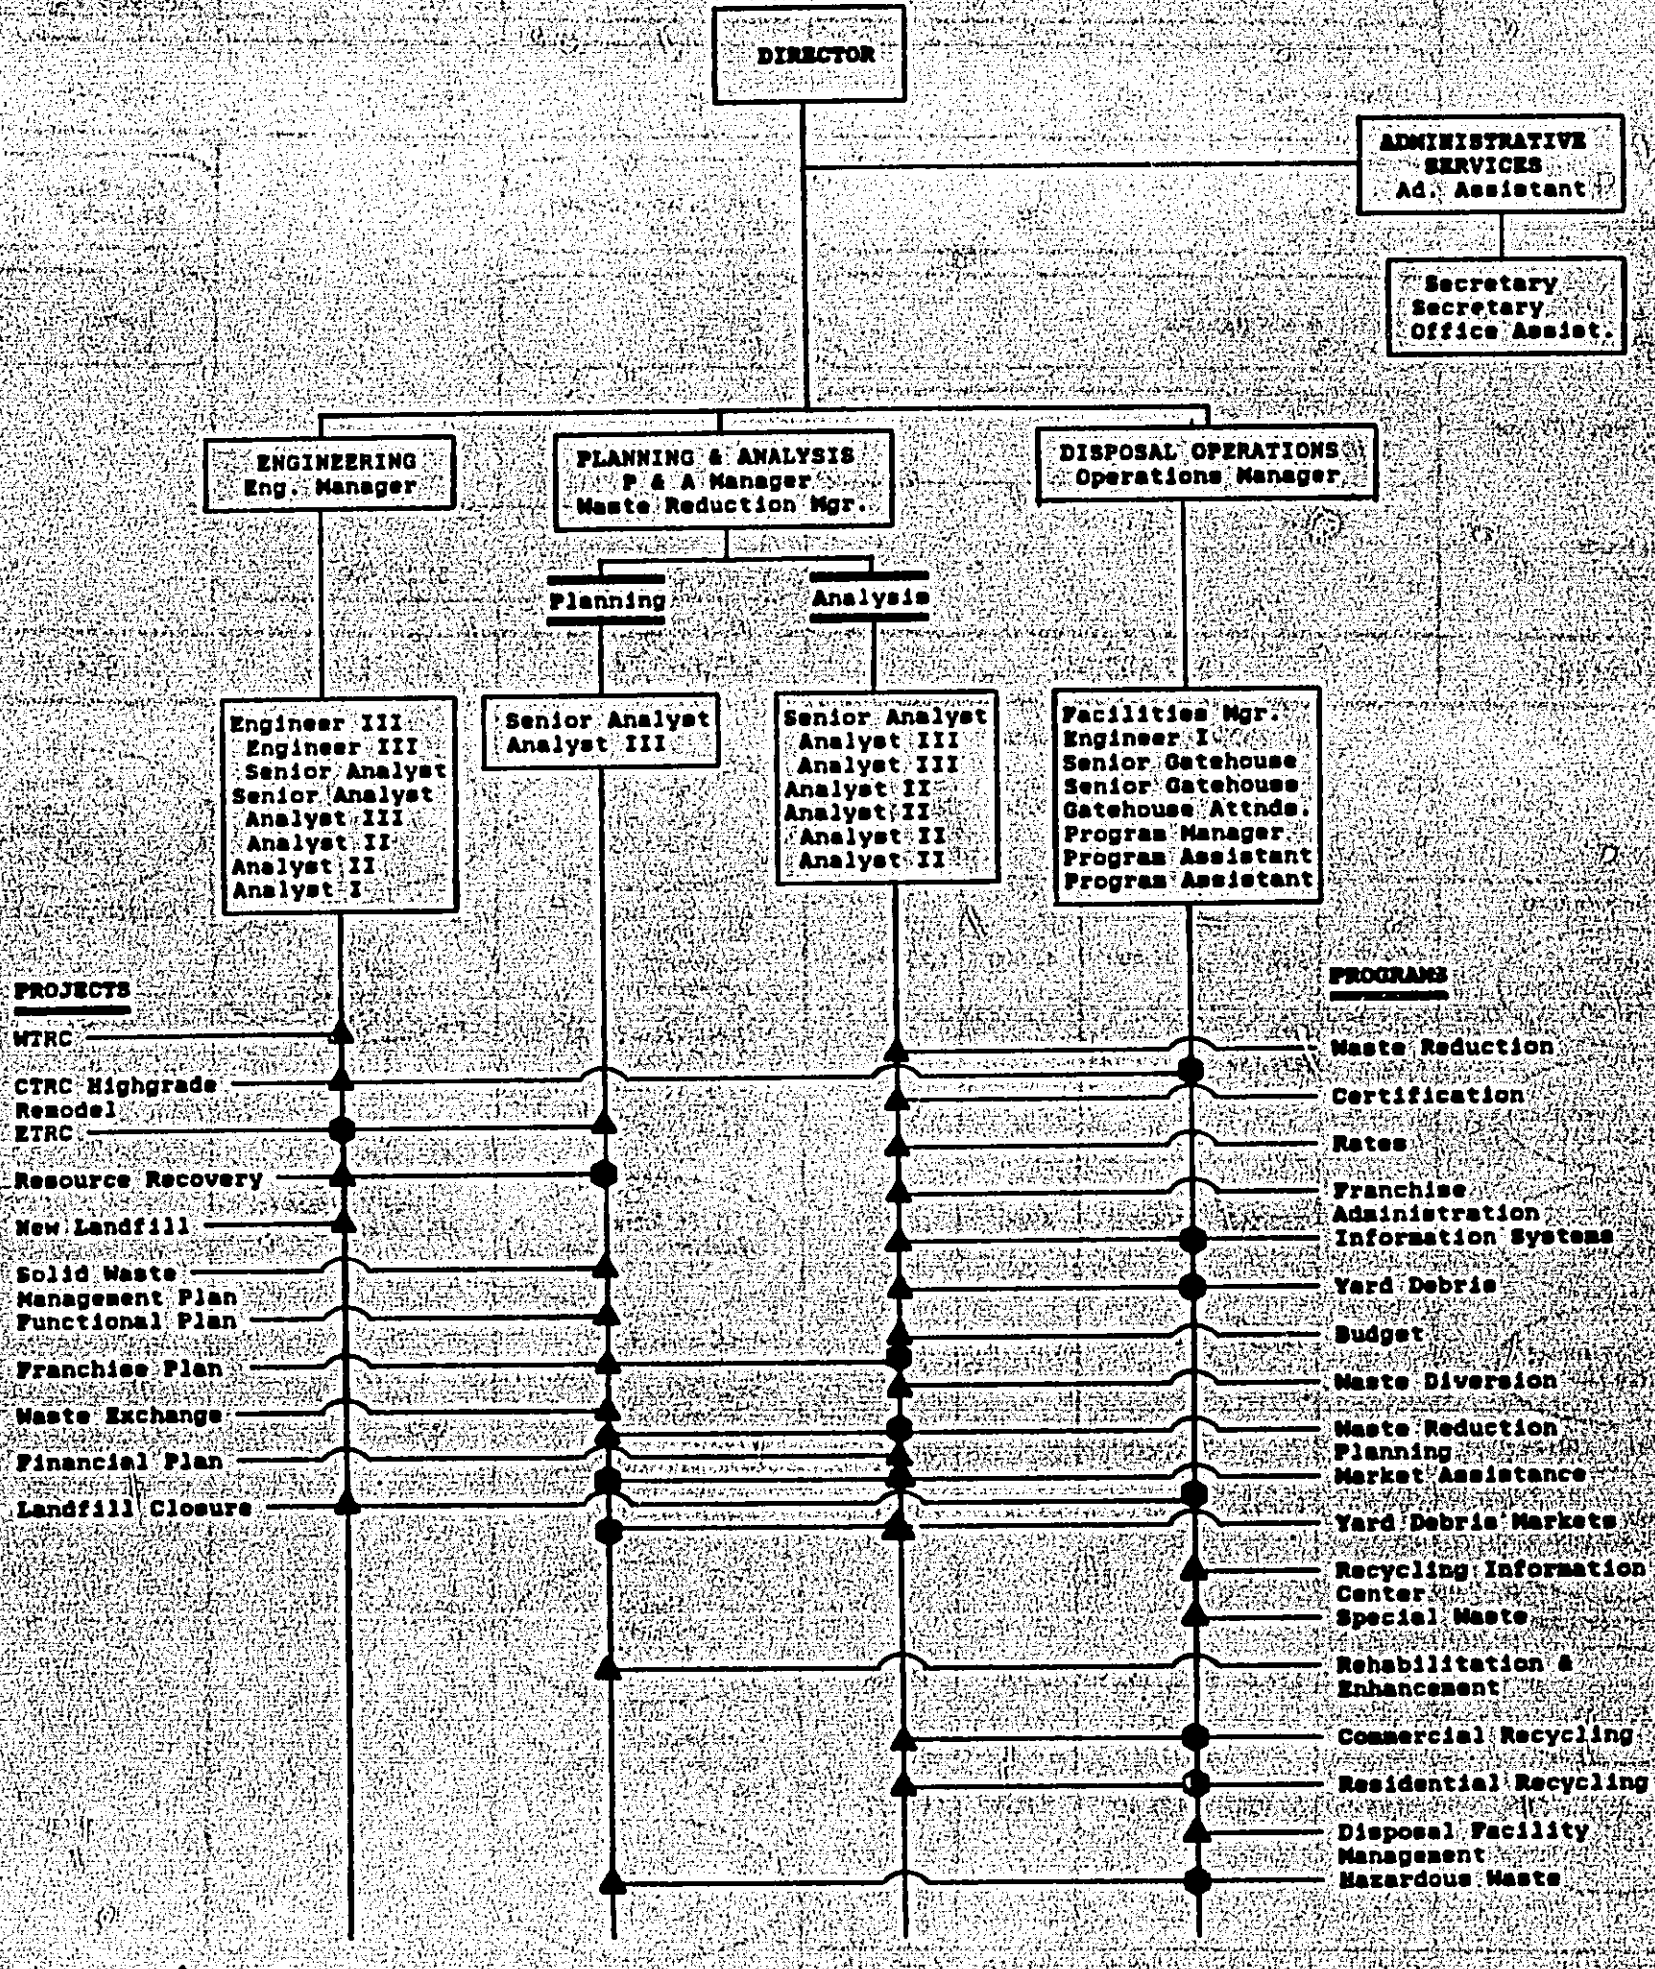 DIRECTOR
ADMINISTRATIVE
SERVICES
Ad. Assistant
Secretary
Secretary
Office Assist.
ENGINEERING
Eng. Manager
PLANNING & ANALYSIS
P & A Manager
Waste Reduction Mgr.
DISPOSAL OPERATIONS
Operations Manager
Planning
Analysis
Engineer III
Engineer III
Senior Analyst
Senior Analyst
Analyst III
Analyst II
Analyst II
Analyst I
Senior Analyst
Analyst III
Senior Analyst
Analyst III
Analyst III
Analyst II
Analyst II
Analyst II
Analyst II
Facilities Mgr.
Engineer I
Senior Gatehouse
Senior Gatehouse
Gatehouse Attnds.
Program Manager
Program Assistant
Program Assistant
PROJECTS
WTRC
CTRC Highgrade
Remodel
ETRC
Resource Recovery
New Landfill
Solid Waste
Management Plan
Functional Plan
Franchise Plan
Waste Exchange
Financial Plan
Landfill Closure
PROGRAMS
Waste Reduction
Certification
Rates
Franchise
Administration
Information Systems
Yard Debris
Budget
Waste Diversion
Waste Reduction
Planning
Market Assistance
Yard Debris Markets
Recycling Information
Center
Special Waste
Rehabilitation &
Enhancement
Commercial Recycling
Residential Recycling
Disposal Facility
Management
Hazardous Waste